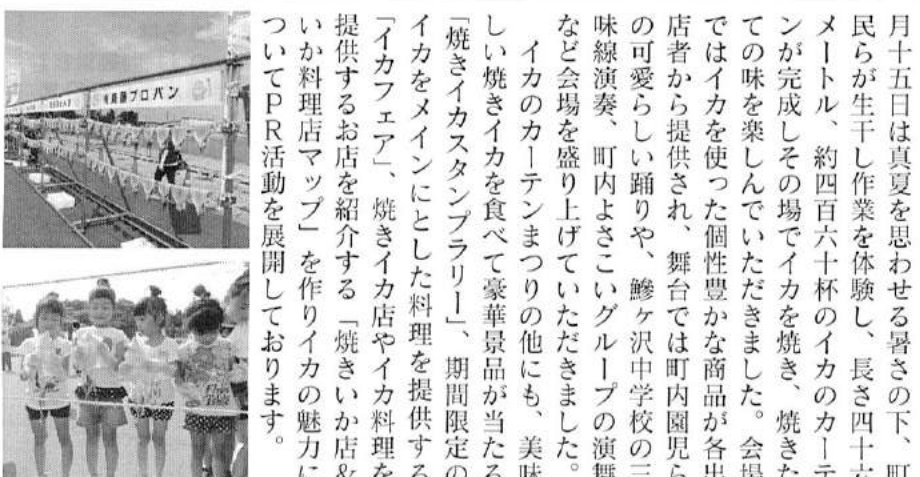 月十五日は真夏を思わせる暑さの下、町
民らが生干し作業を体験し、長さ四十六
メートル、約四百六十杯のイカのカーテ
ンが完成しその場でイカを焼き、焼きた
ての味を楽しんでいただきました。会場
ではイカを使った個性豊かな商品が各出
店者から提供され、舞台では町内園児ら
の可愛らしい踊りや、鰺ヶ沢中学校の三
味線演奏、町内よさこいグループの演舞
など会場を盛り上げていただきました。
イカのカーテンまつりの他にも、美味
しい焼きイカを食べて豪華景品が当たる
「焼きイカスタンプラリー」、期間限定の
イカをメインにとした料理を提供する
「イカフェア」、焼きイカ店やイカ料理を
提供するお店を紹介する「焼きいか店&
いか料理店マップ」を作りイカの魅力に
ついてPR活動を展開しております。
プロパン